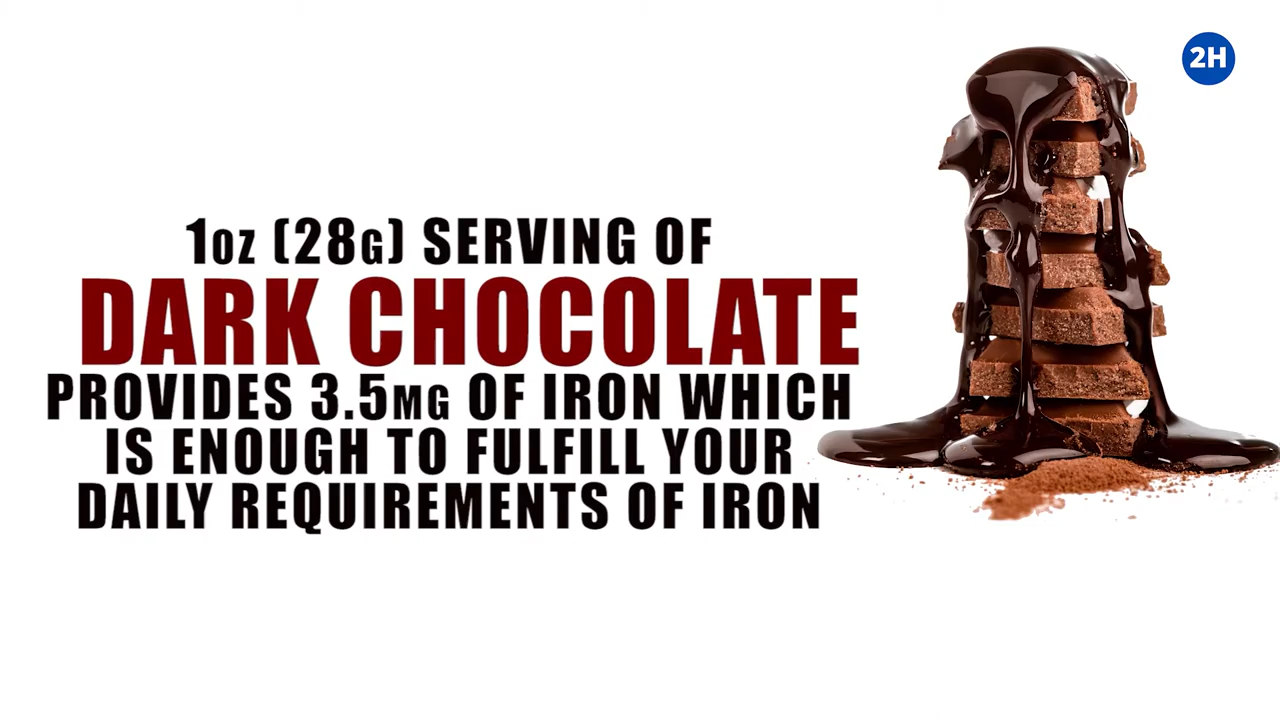 2H
1OZ (28G) SERVING OF
DARK CHOCOLATE
PROVIDES 3.5MG OF IRON WHICH
IS ENOUGH TO FULFILL YOUR
DAILY REQUIREMENTS OF IRON